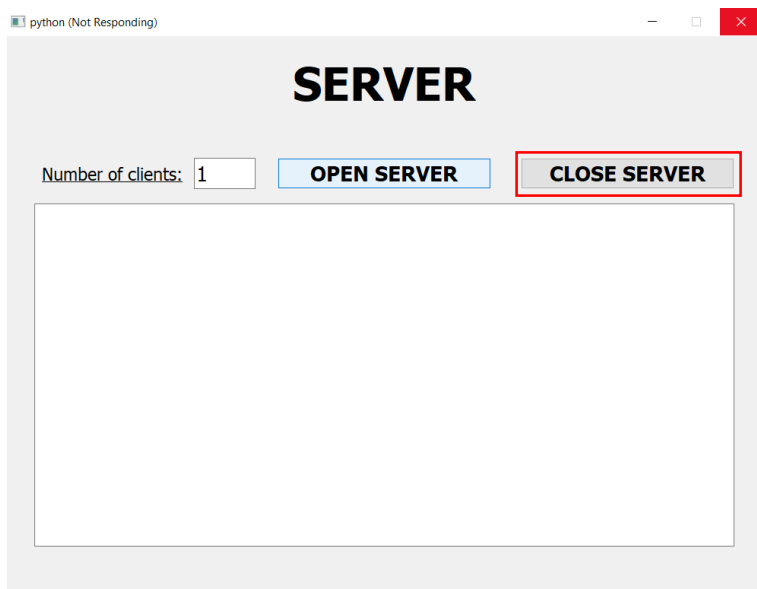 python (Not Responding)
SERVER
Number of clients: 1 OPEN SERVER CLOSE SERVER